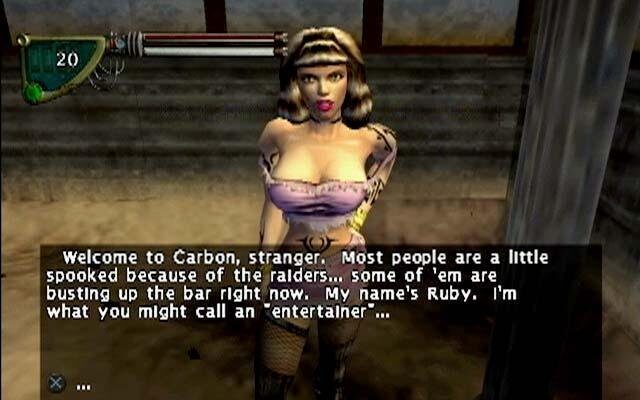 20
Welcome to Carbon, stranger. Most people are a little
spooked because of the raiders... some of 'em are
busting up the bar right now. My name's Ruby. I'm
what you might call an "entertainer"...
...